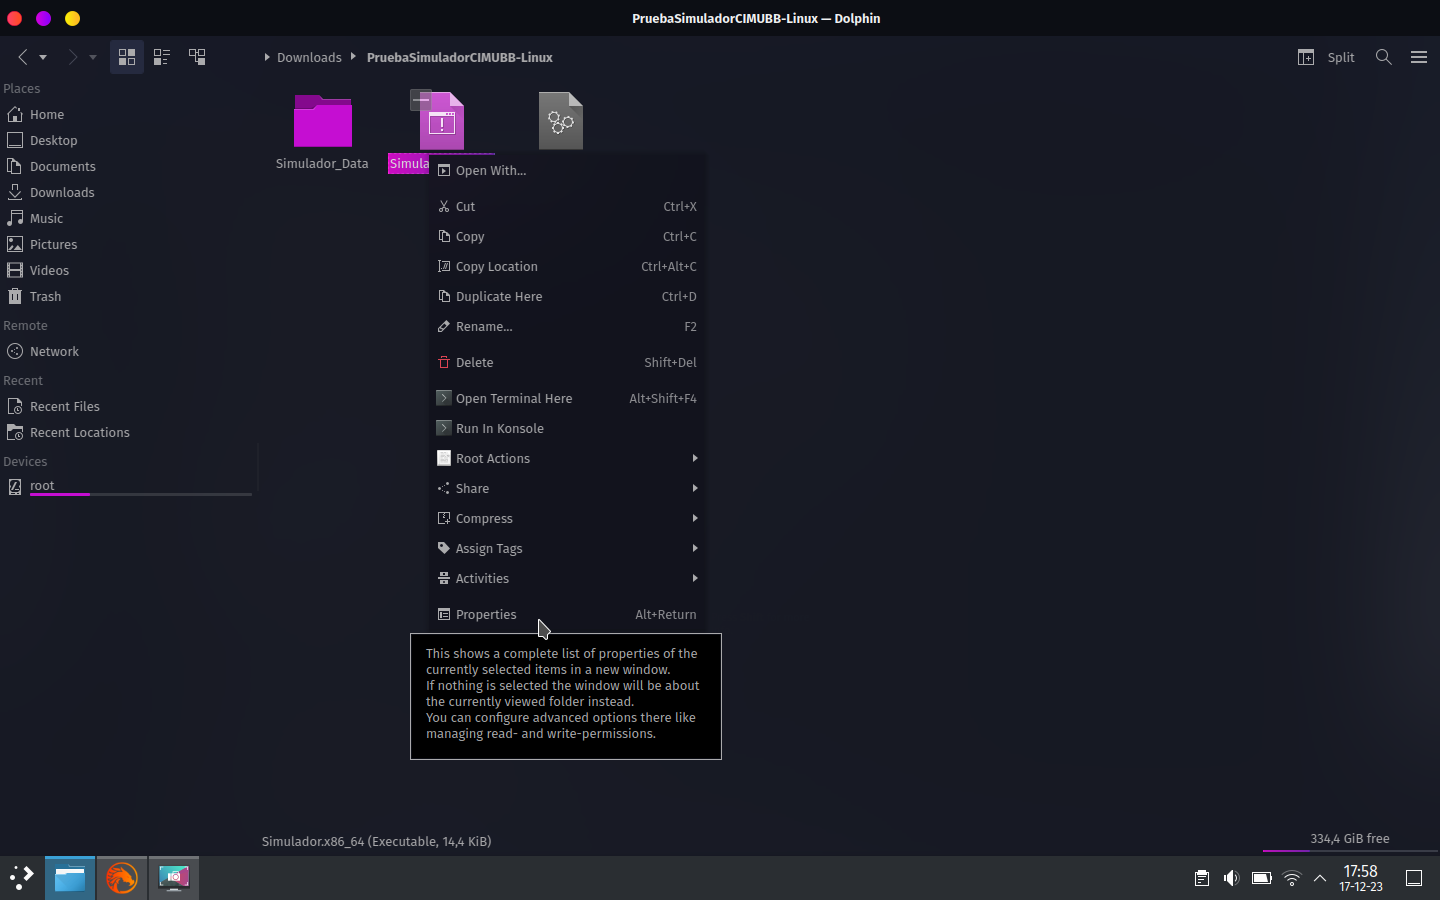 PruebaSimuladorCIMUBB-Linux — Dolphin
Downloads PruebaSimuladorCIMUBB-Linux
Split
Places
Home
Desktop
Documents
Downloads
Music
Pictures
Videos
Trash
Remote
Network
Recent
Recent Files
Recent Locations
Devices
root
Simulador_Data
Simula
Open With...
Cut Ctrl+X
Copy Ctrl+C
Copy Location Ctrl+Alt+C
Duplicate Here Ctrl+D
Rename... F2
Delete Shift+Del
Open Terminal Here Alt+Shift+F4
Run In Konsole
Root Actions
Share
Compress
Assign Tags
Activities
Properties Alt+Return
This shows a complete list of properties of the
currently selected items in a new window.
If nothing is selected the window will be about
the currently viewed folder instead.
You can configure advanced options there like
managing read- and write-permissions.
Simulador.x86_64 (Executable, 14,4 KiB)
334,4 GiB free
17:58
17-12-23